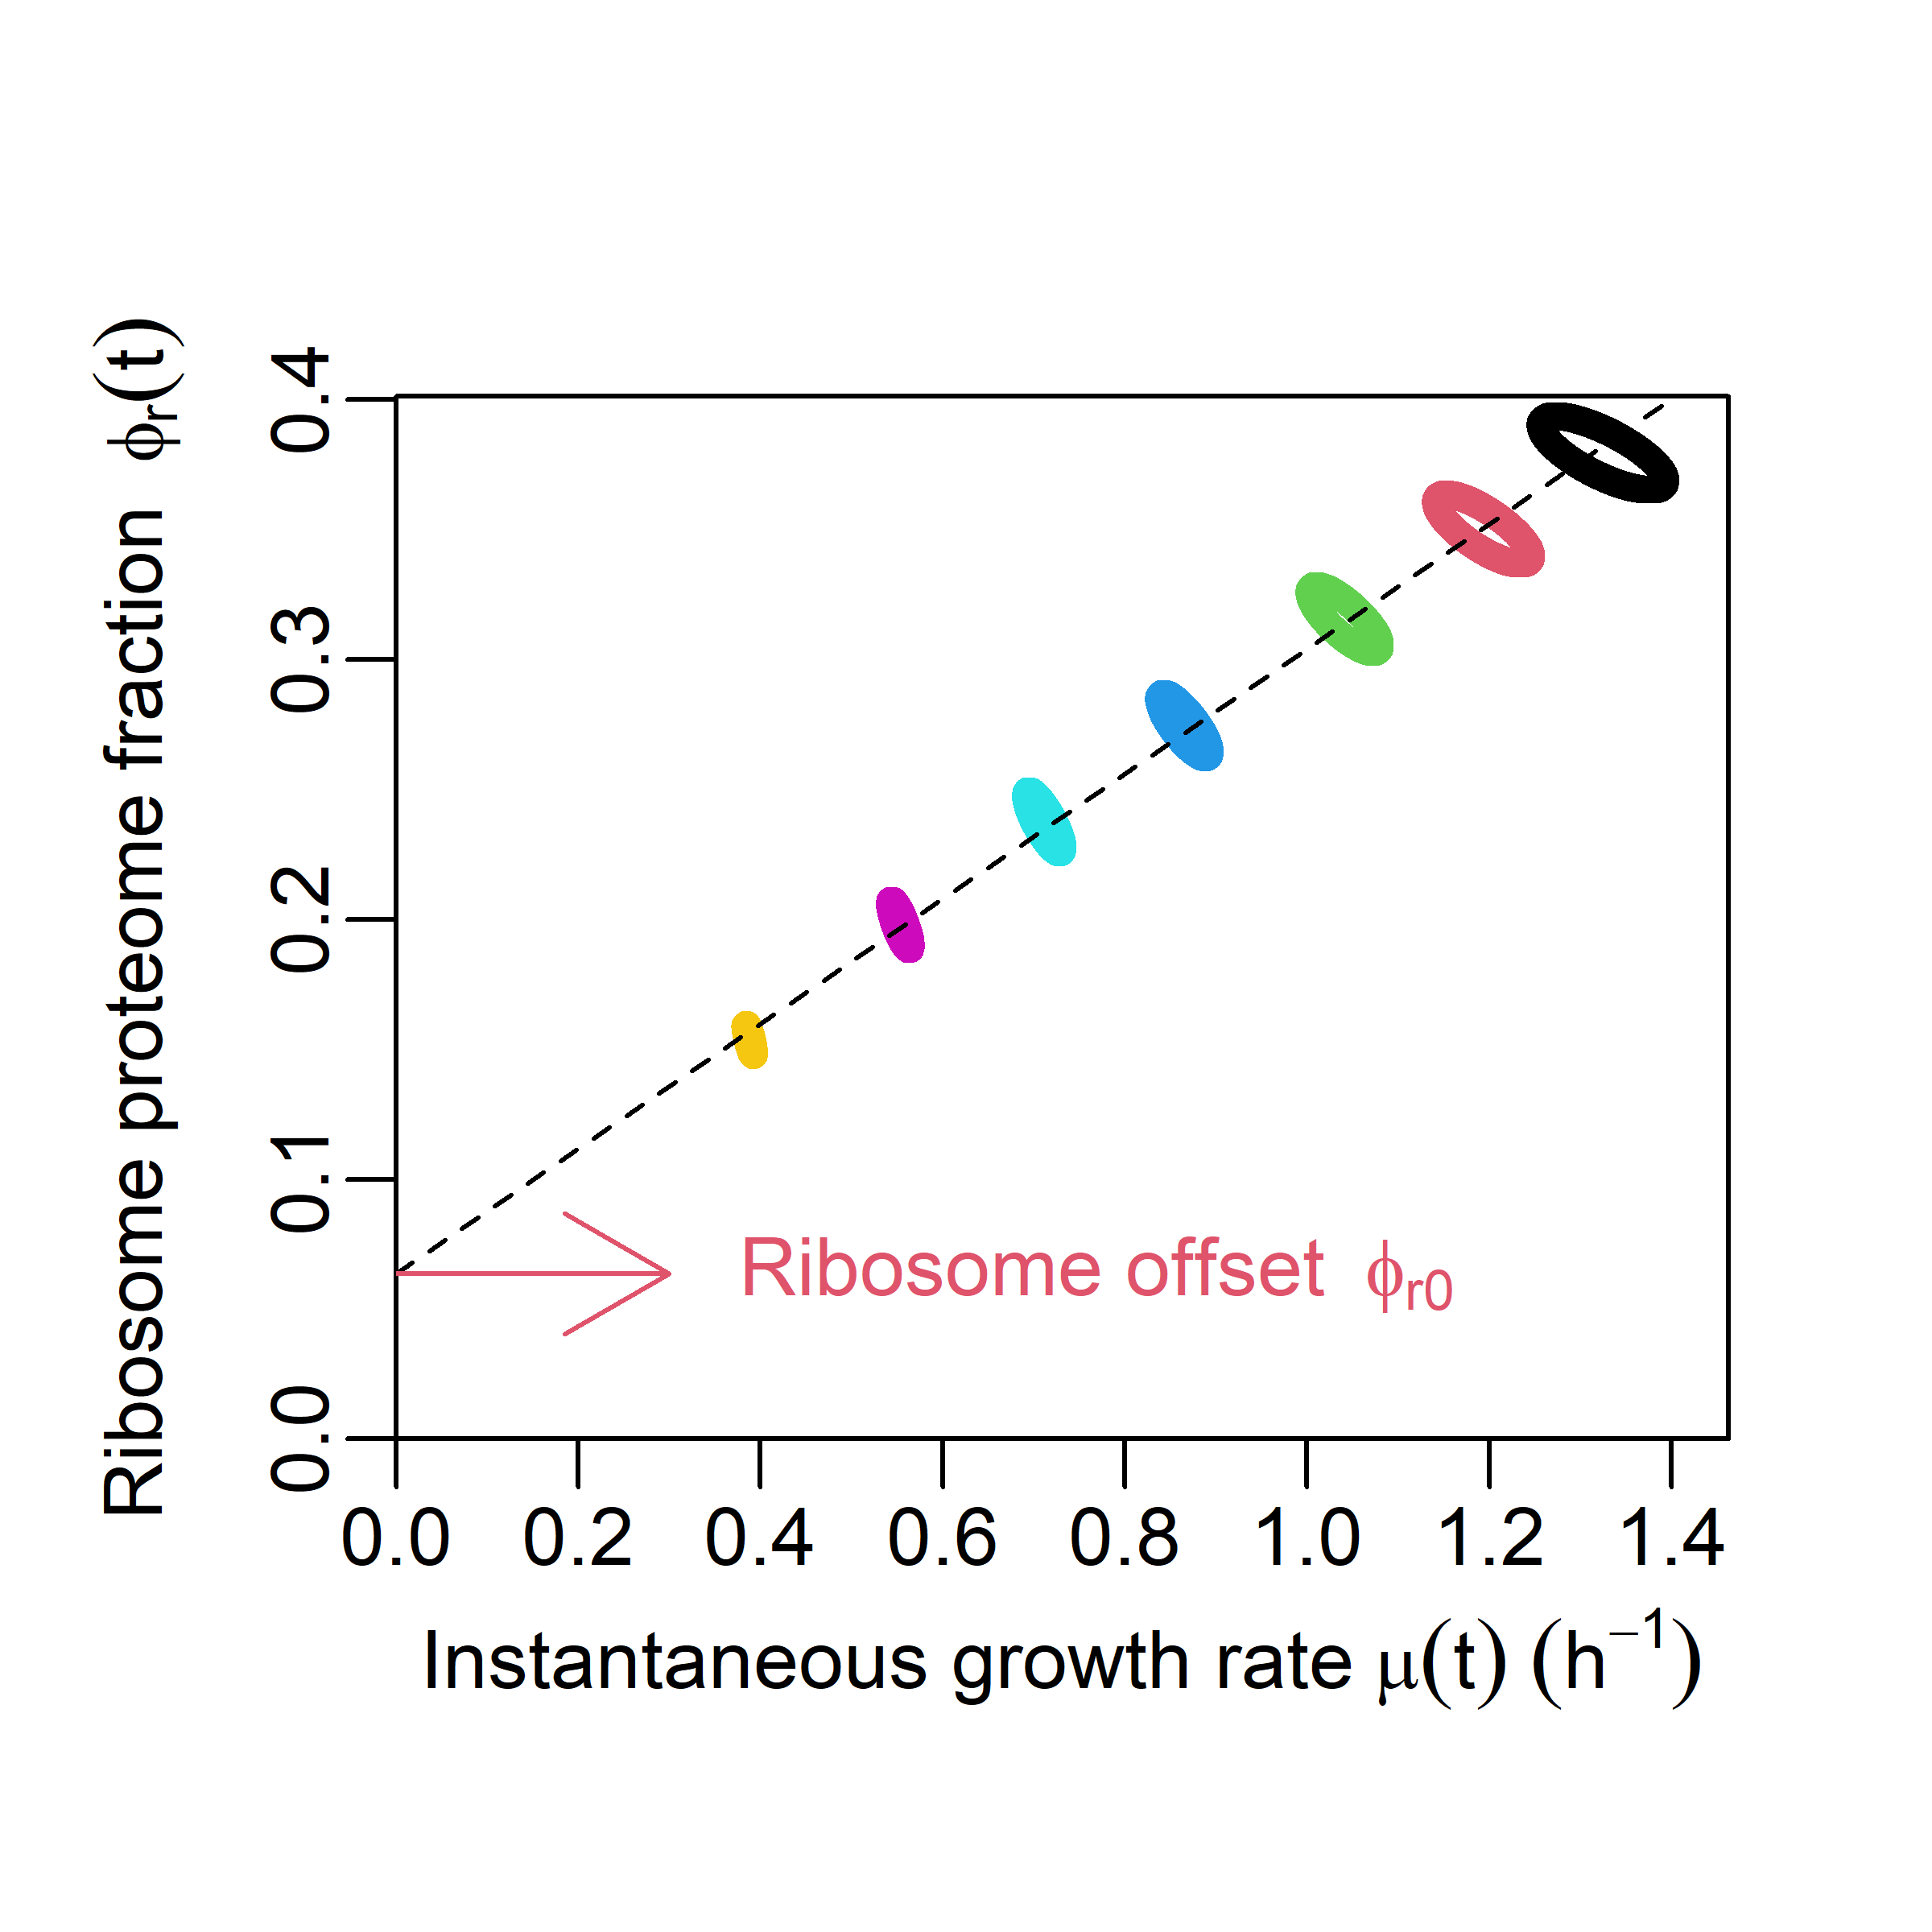 Ribosome proteome fraction ϕr(t)
0.4
0.3
0.2
0.1
0.0
Ribosome offset ϕr0
0.0 0.2 0.4 0.6 0.8 1.0 1.2 1.4
Instantaneous growth rate μ(t) (h⁻¹)